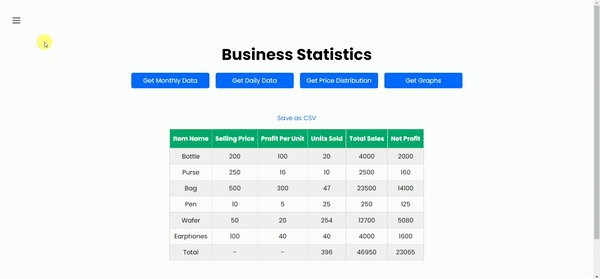 Business Statistics
Get Monthly Data Get Daily Data Get Price Distribution Get Graphs
Save as CSV
Item Name Selling Price Profit Per Unit Units Sold Total Sales Net Profit
Bottle 200 100 20 4000 2000
Purse 250 16 10 2500 160
Bag 500 300 47 23500 14100
Pen 10 5 25 250 125
Wafer 50 20 254 12700 5080
Earphones 100 40 40 4000 1600
Total - - 396 46950 23065